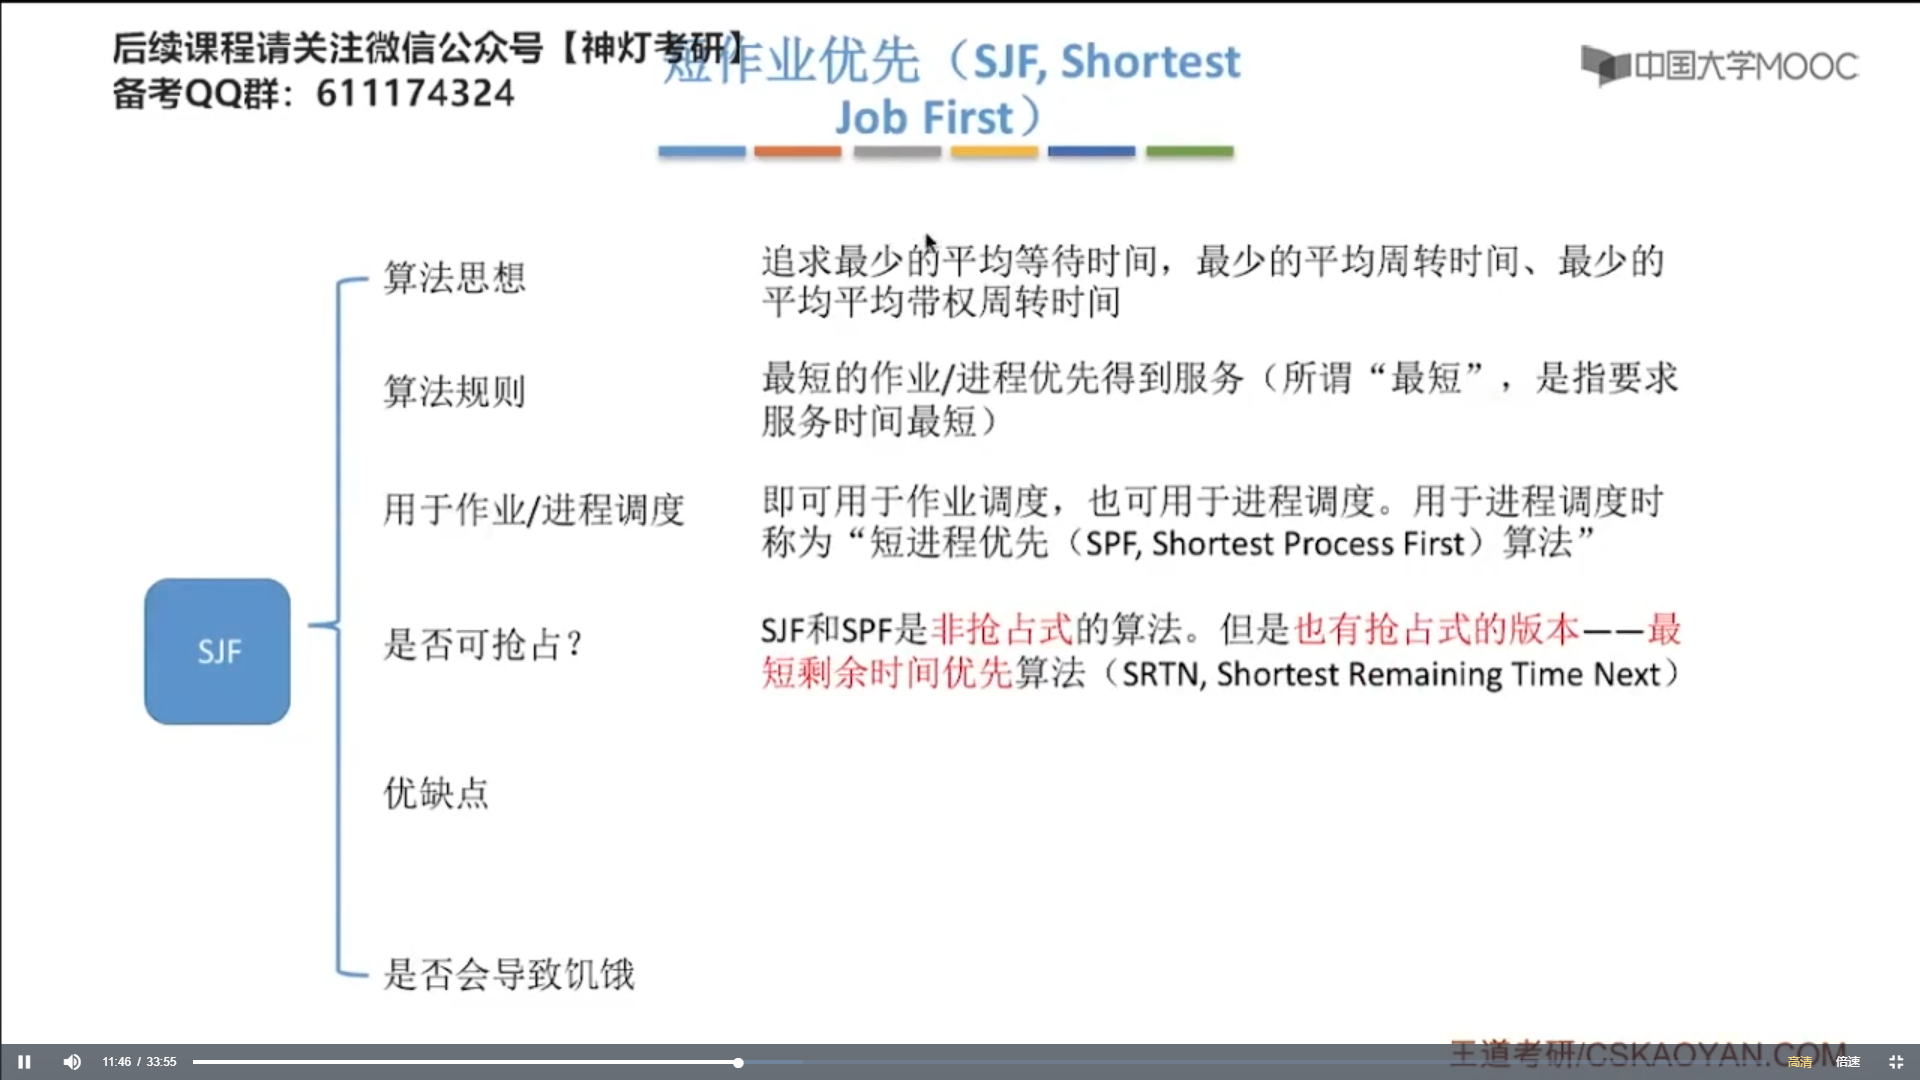 后续课程请关注微信公众号【神灯考研】
备考QQ群：611174324
短作业优先（SJF, Shortest
Job First）
中国大学MOOC
算法思想
追求最少的平均等待时间，最少的平均周转时间、最少的
平均平均带权周转时间
算法规则
最短的作业/进程优先得到服务（所谓“最短”，是指要求
服务时间最短）
用于作业/进程调度
即可用于作业调度，也可用于进程调度。用于进程调度时
称为“短进程优先（SPF, Shortest Process First）算法”
SJF
是否可抢占？
SJF和SPF是非抢占式的算法。但是也有抢占式的版本——最
短剩余时间优先算法（SRTN, Shortest Remaining Time Next）
优缺点
是否会导致饥饿
王道考研/CSKAOYAN.COM
11:46 / 33:55
高清
倍速